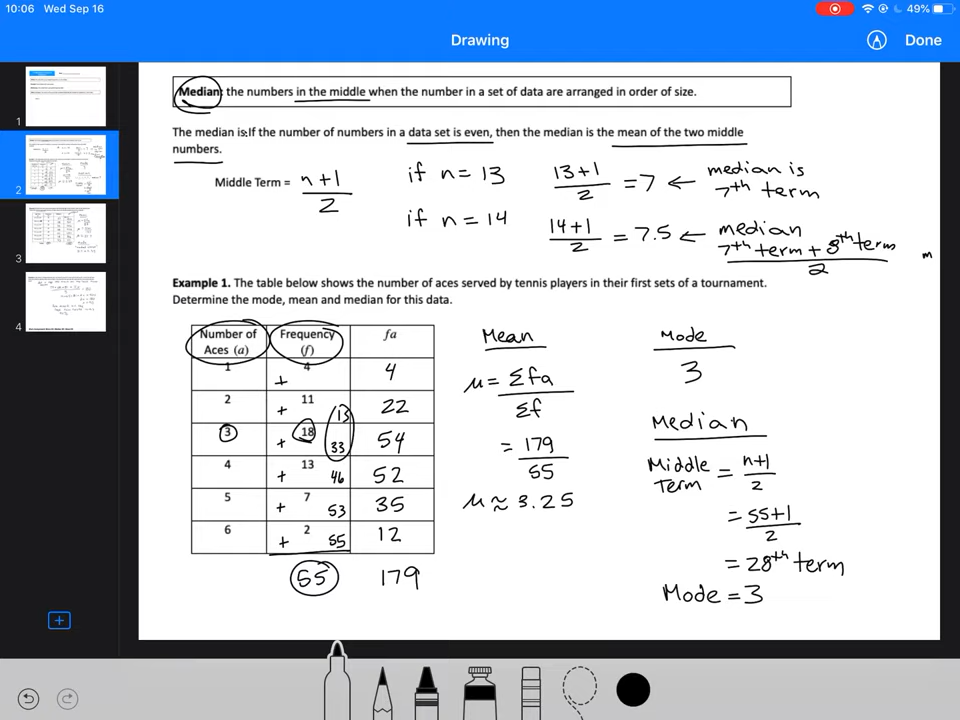 10:06 Wed Sep 16
49%
Drawing
Done
1
2
3
4
Median: the numbers in the middle when the number in a set of data are arranged in order of size.
The median is:If the number of numbers in a data set is even, then the median is the mean of the two middle
numbers.
Middle Term = n+1 / 2
if n = 13
13+1 / 2 = 7 ← median is
7th term
if n = 14
14+1 / 2 = 7.5 ← median
7th term + 8th term / 2
m
Example 1. The table below shows the number of aces served by tennis players in their first sets of a tournament.
Determine the mode, mean and median for this data.
Number of Aces (a) Frequency (f) fa
1 + 4 4
2 + 11 15 22
3 + 18 33 54
4 + 13 46 52
5 + 7 53 35
6 + 2 55 12
55 179
Mean
μ = Σfa / Σf
= 179 / 55
μ ≈ 3.25
Mode
3
Median
Middle Term = n+1 / 2
= 55+1 / 2
= 28th term
Mode = 3